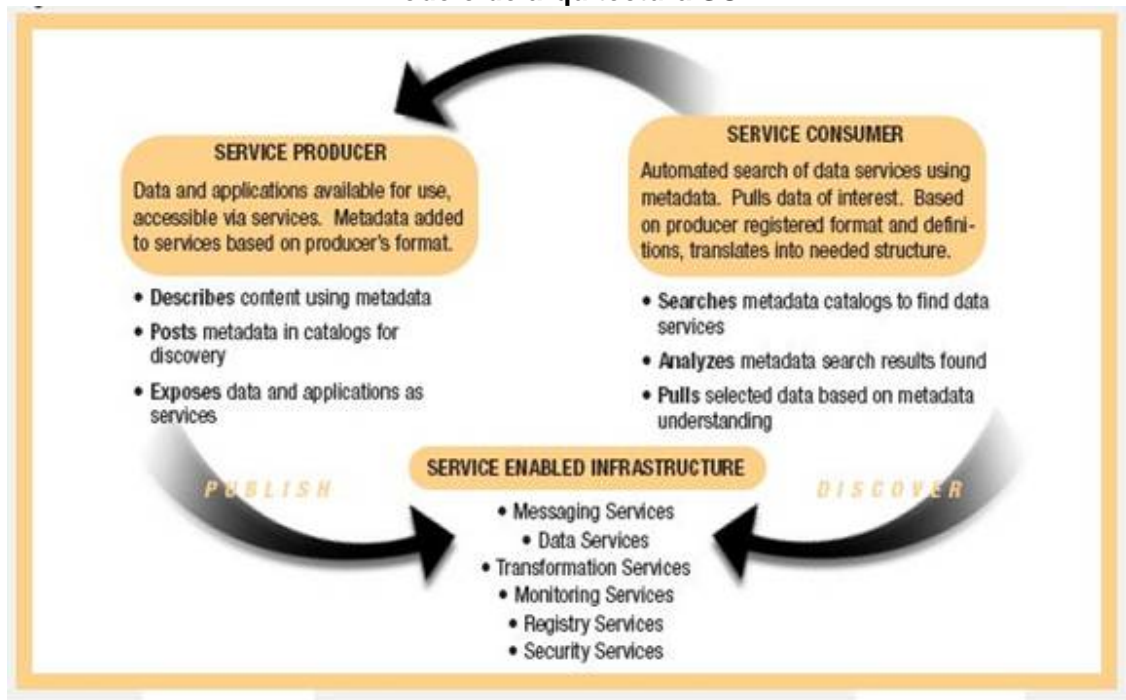 SERVICE PRODUCER
Data and applications available for use,
accessible via services. Metadata added
to services based on producer's format.
• Describes content using metadata
• Posts metadata in catalogs for
discovery
• Exposes data and applications as
services
SERVICE CONSUMER
Automated search of data services using
metadata. Pulls data of interest. Based
on producer registered format and defini-
tions, translates into needed structure.
• Searches metadata catalogs to find data
services
• Analyzes metadata search results found
• Pulls selected data based on metadata
understanding
PUBLISH
DISCOVER
SERVICE ENABLED INFRASTRUCTURE
• Messaging Services
• Data Services
• Transformation Services
• Monitoring Services
• Registry Services
• Security Services